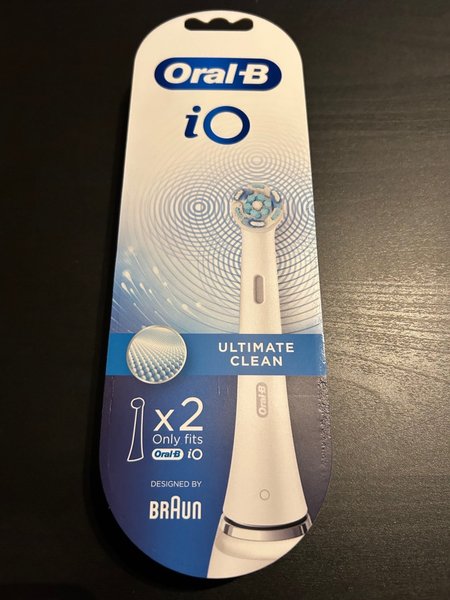 Oral-B
iO
ULTIMATE
CLEAN
Oral-B
x2
Only fits
Oral-B iO
DESIGNED BY
BRAUN